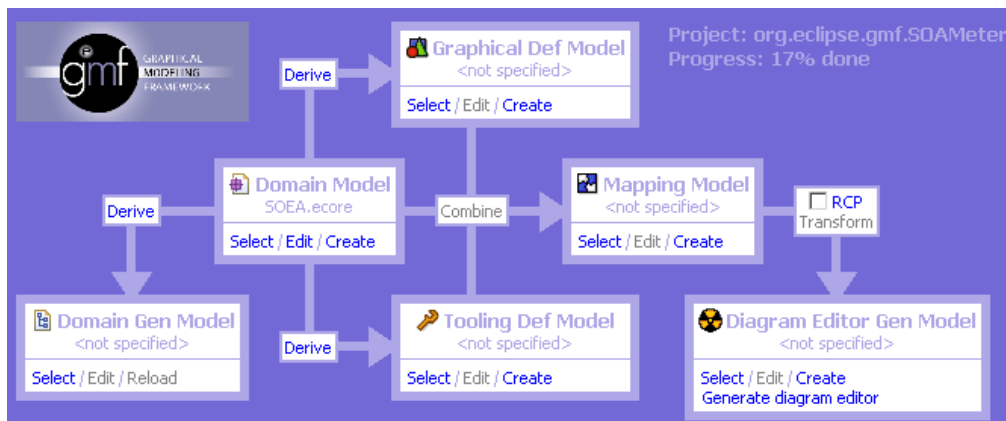 gmf
GRAPHICAL
MODELING
FRAMEWORK
Graphical Def Model
<not specified>
Select / Edit / Create
Project: org.eclipse.gmf.SOAMeter
Progress: 17% done
Derive
Domain Model
SOEA.ecore
Select / Edit / Create
Derive
Combine
Mapping Model
<not specified>
Select / Edit / Create
RCP
Transform
Domain Gen Model
<not specified>
Select / Edit / Reload
Derive
Tooling Def Model
<not specified>
Select / Edit / Create
Diagram Editor Gen Model
<not specified>
Select / Edit / Create
Generate diagram editor